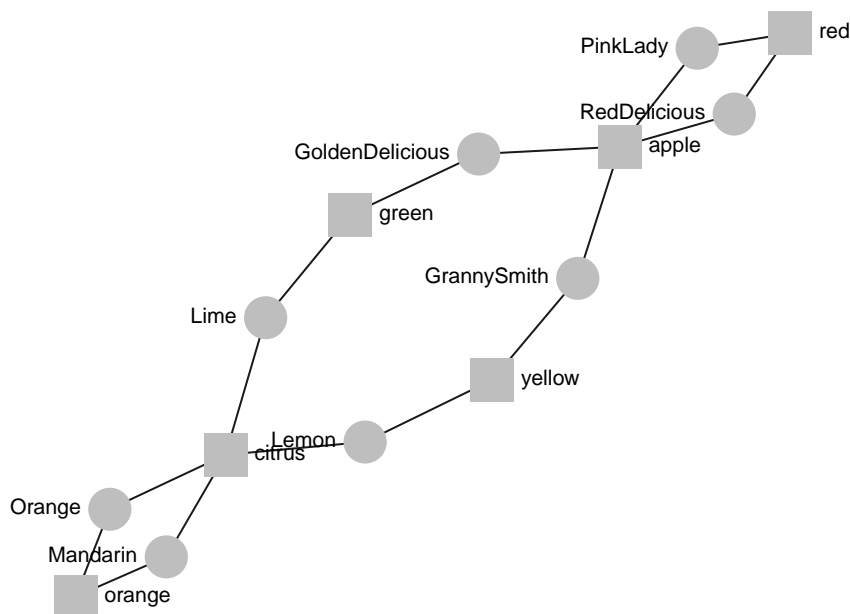 red
PinkLady
RedDelicious
apple
GoldenDelicious
green
GrannySmith
Lime
yellow
Lemon
citrus
Orange
Mandarin
orange